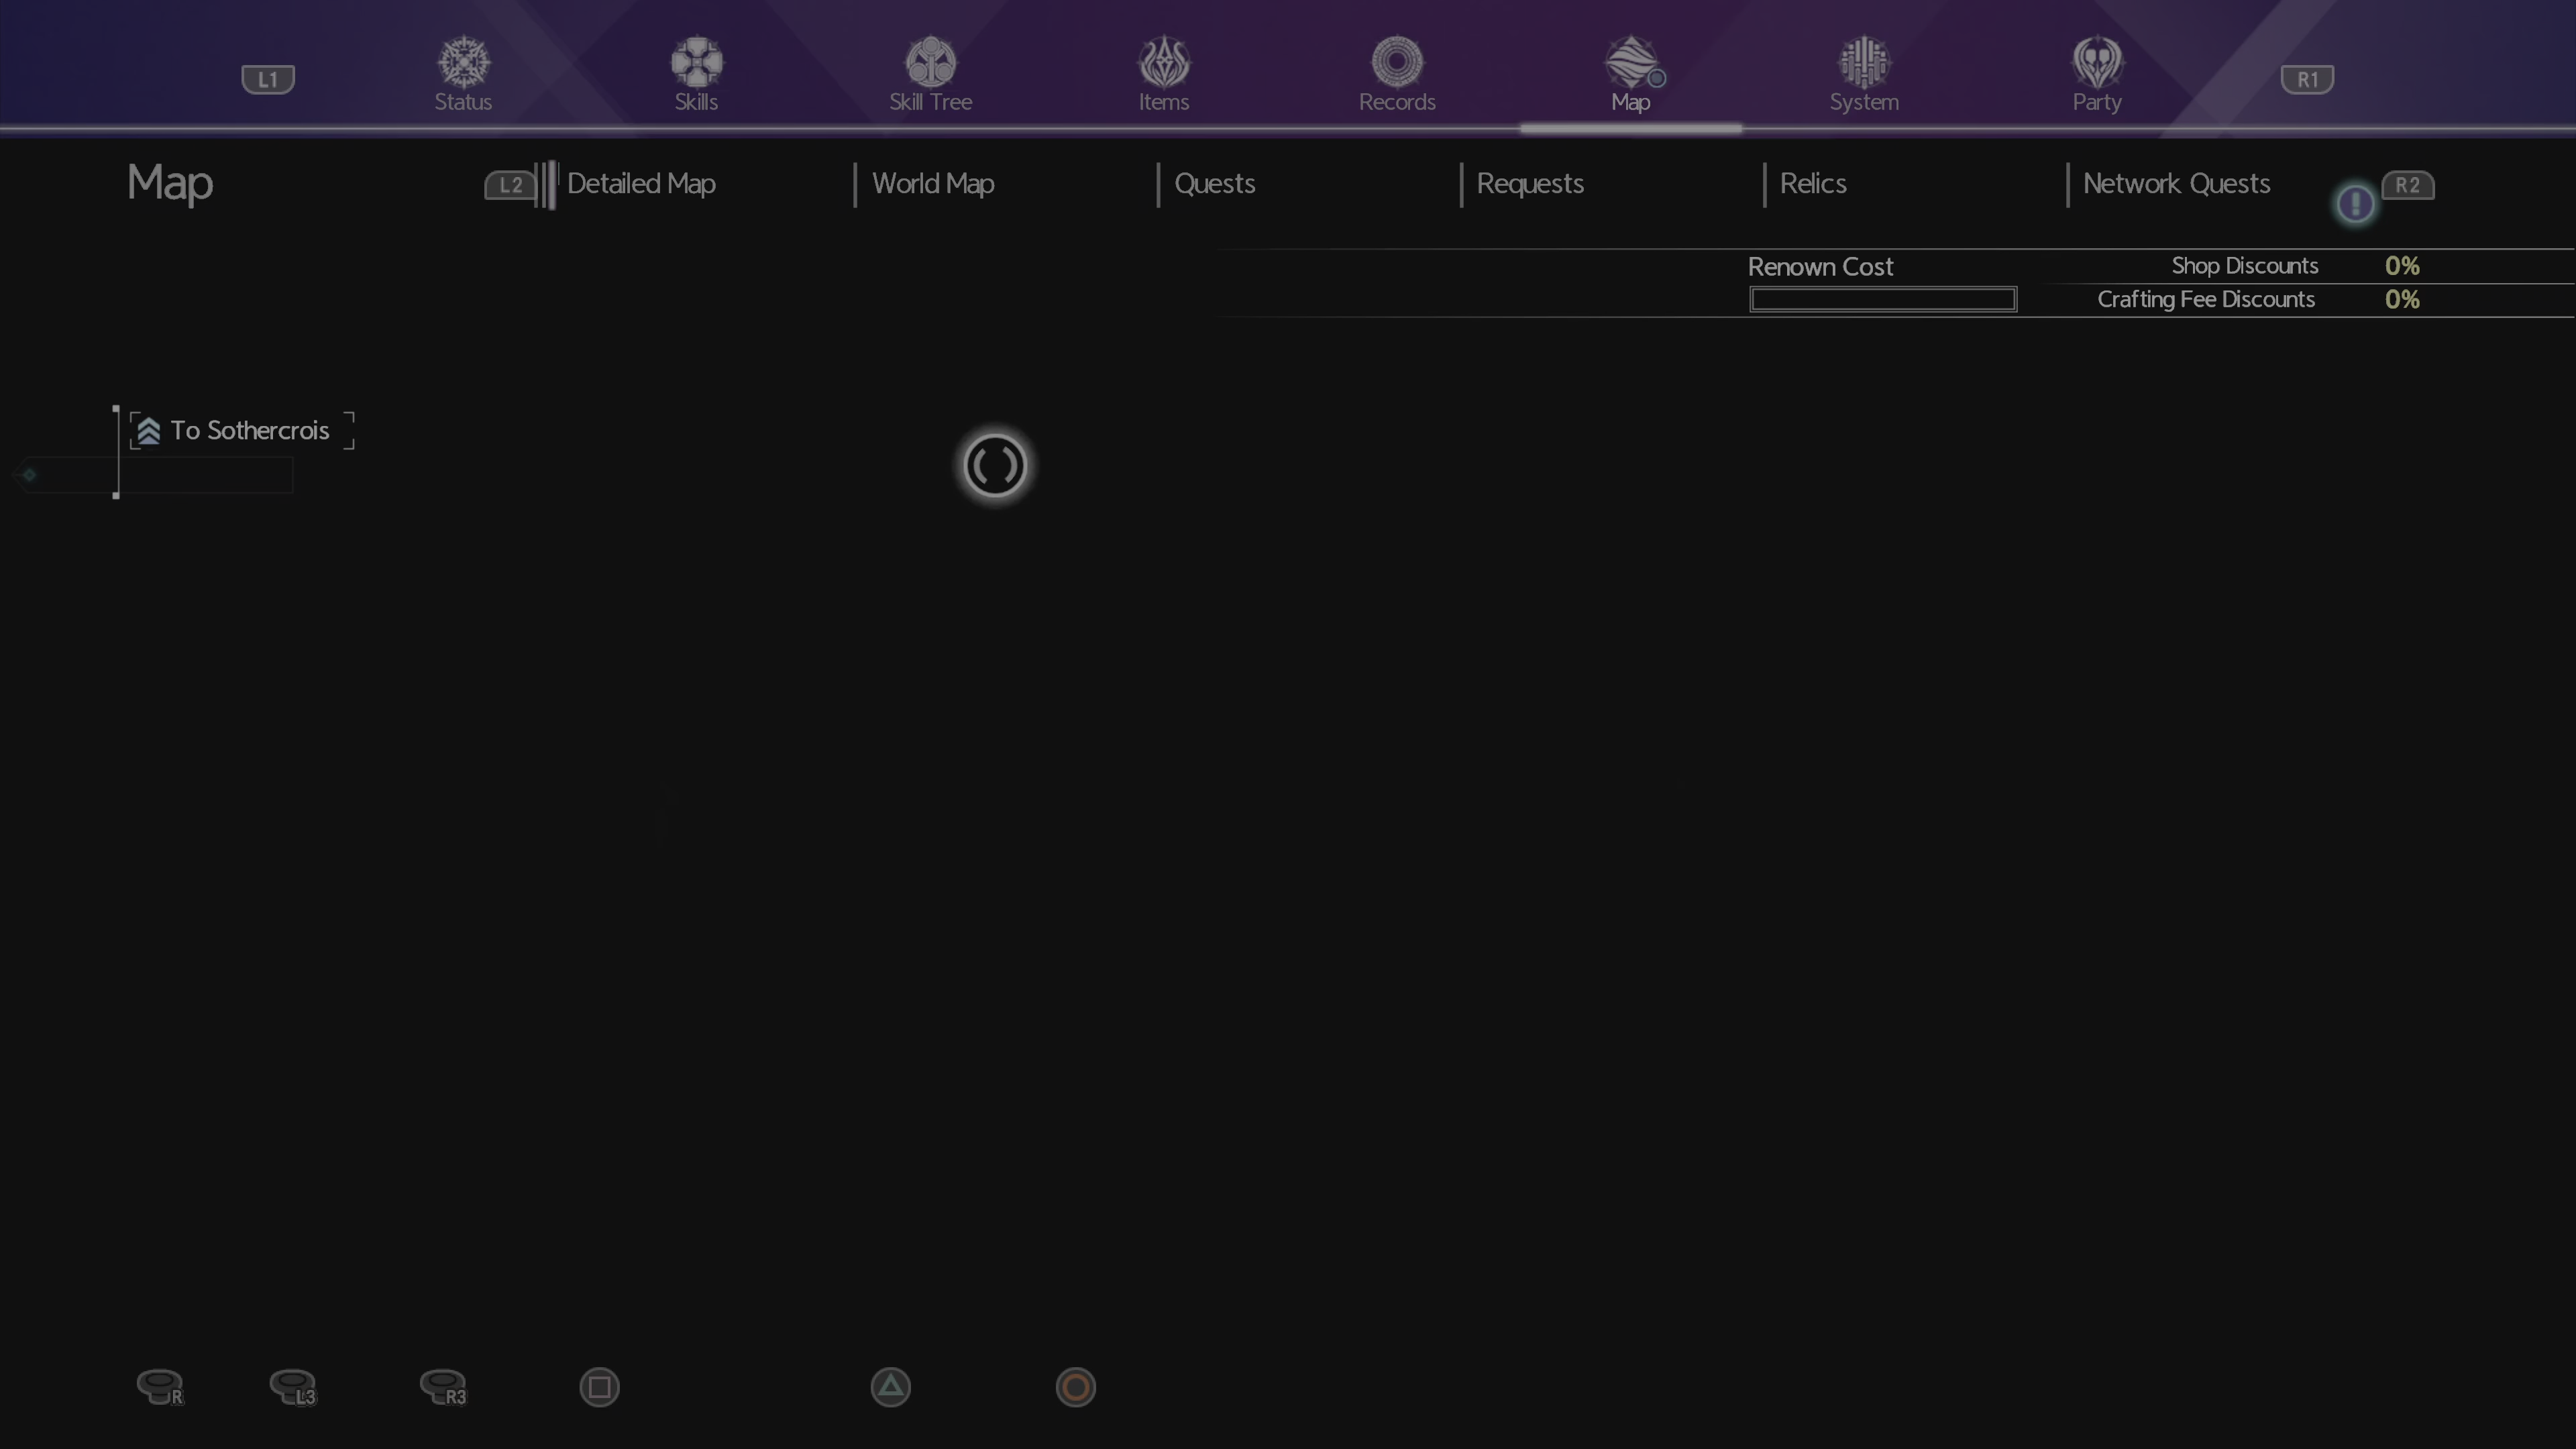 L1
Status
Skills
Skill Tree
Items
Records
Map
System
Party
R1
Map
L2
Detailed Map
World Map
Quests
Requests
Relics
Network Quests
!
R2
Renown Cost
Shop Discounts 0%
Crafting Fee Discounts 0%
To Sothercrois
R
L3
R3